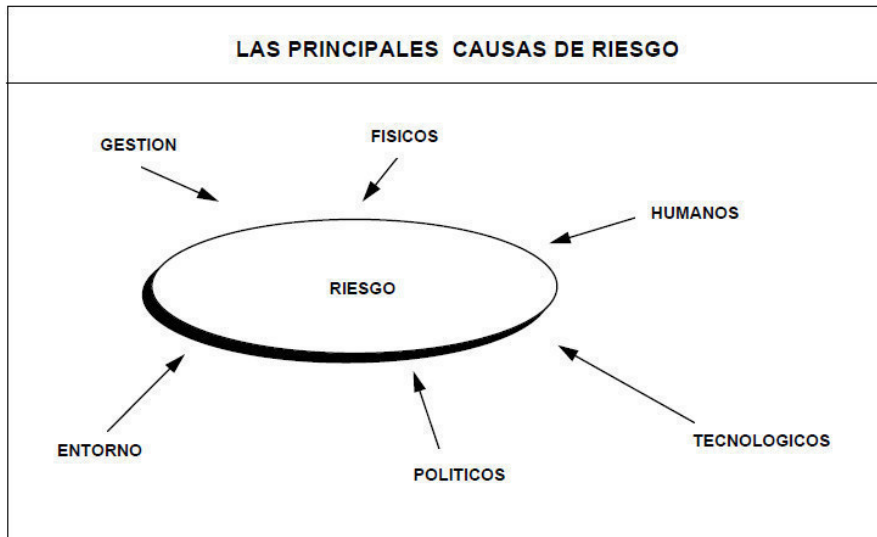 LAS PRINCIPALES CAUSAS DE RIESGO
GESTION
FISICOS
HUMANOS
RIESGO
ENTORNO
POLITICOS
TECNOLOGICOS